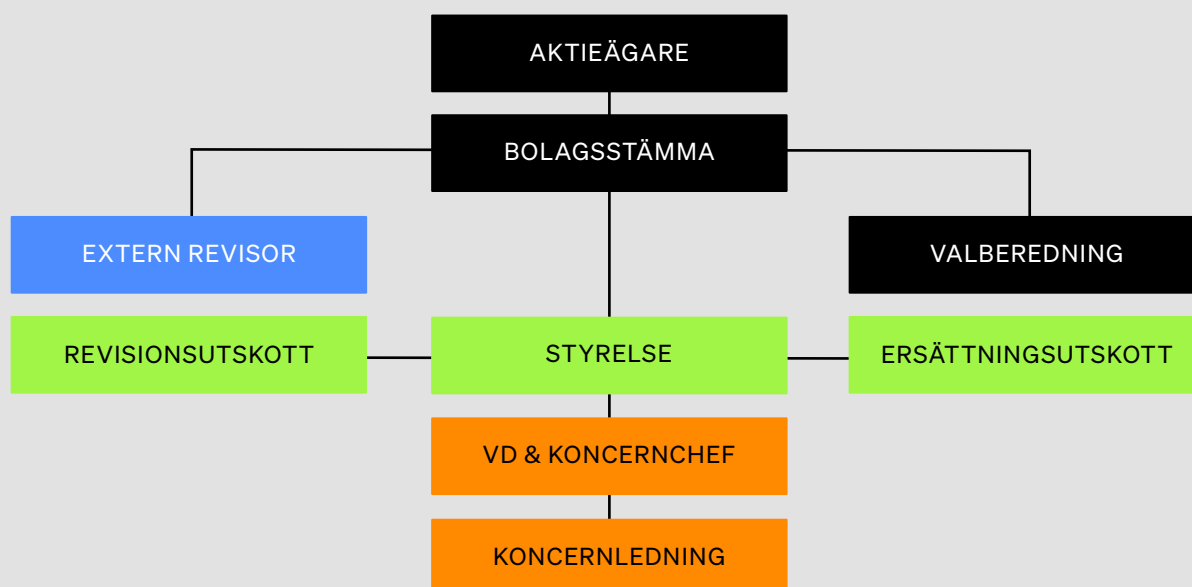 AKTIEÄGARE
BOLAGSSTÄMMA
EXTERN REVISOR
VALBEREDNING
REVISIONSUTSKOTT
STYRELSE
ERSÄTTNINGSUTSKOTT
VD & KONCERNCHEF
KONCERNLEDNING